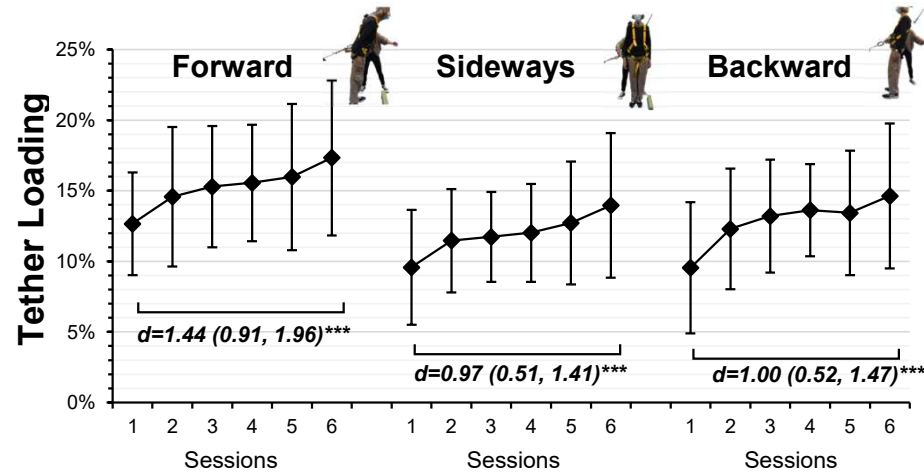 Forward Sideways Backward
Tether Loading
25%
20%
15%
10%
5%
0%
d=1.44 (0.91, 1.96)***
d=0.97 (0.51, 1.41)***
d=1.00 (0.52, 1.47)***
1 2 3 4 5 6 1 2 3 4 5 6 1 2 3 4 5 6
Sessions Sessions Sessions